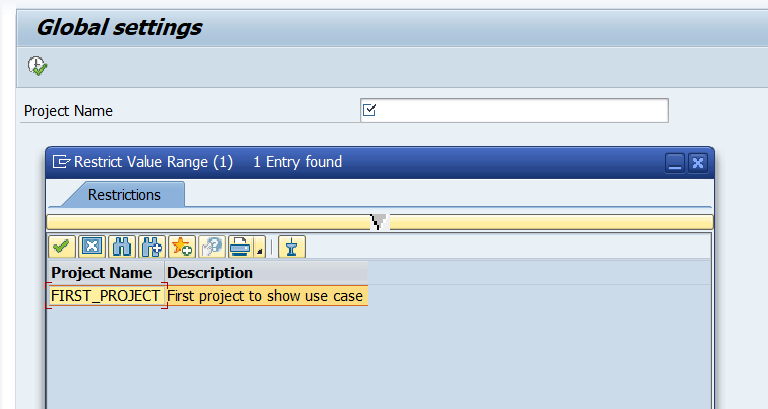 Global settings
Project Name
Restrict Value Range (1) 1 Entry found
Restrictions
Project Name Description
FIRST_PROJECT First project to show use case